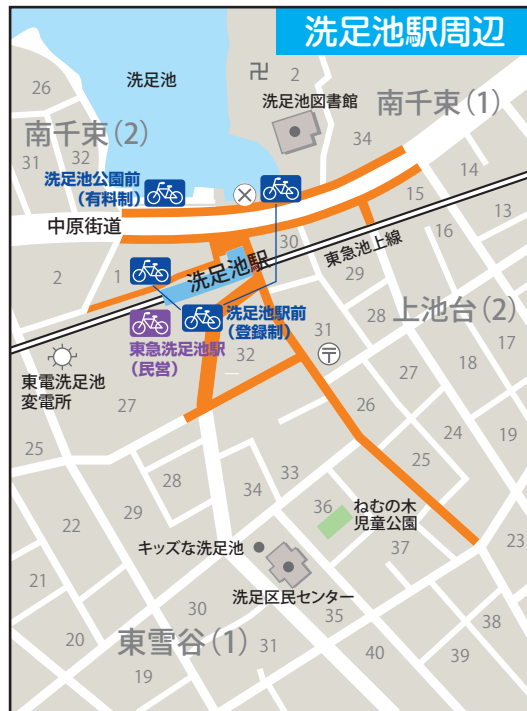 洗足池駅周辺
26
洗足池
卍
2
洗足池図書館
南千束(1)
南千束(2)
34
31
32
14
洗足池公園前
(有料制)
15
13
中原街道
16
30
東急池上線
洗足池駅
2
1
29
28
上池台(2)
洗足池駅前
(登録制)
31
東急洗足池駅
(民営)
32
〒
17
東電洗足池
変電所
27
18
27
26
24
19
25
25
28
33
34
29
36
ねむの木
児童公園
22
23
キッズな洗足池
37
21
洗足区民センター
30
35
38
20
東雪谷(1)
31
40
39
19